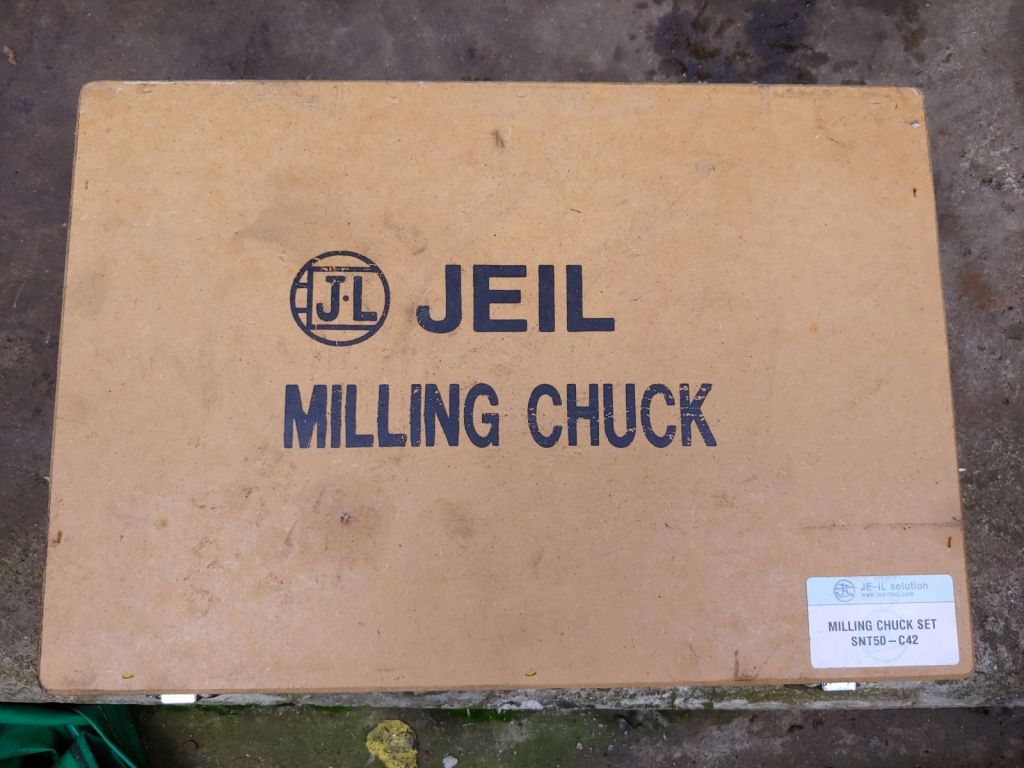 J·L JEIL
MILLING CHUCK
JE-IL solution
MILLING CHUCK SET
SNT50-C42